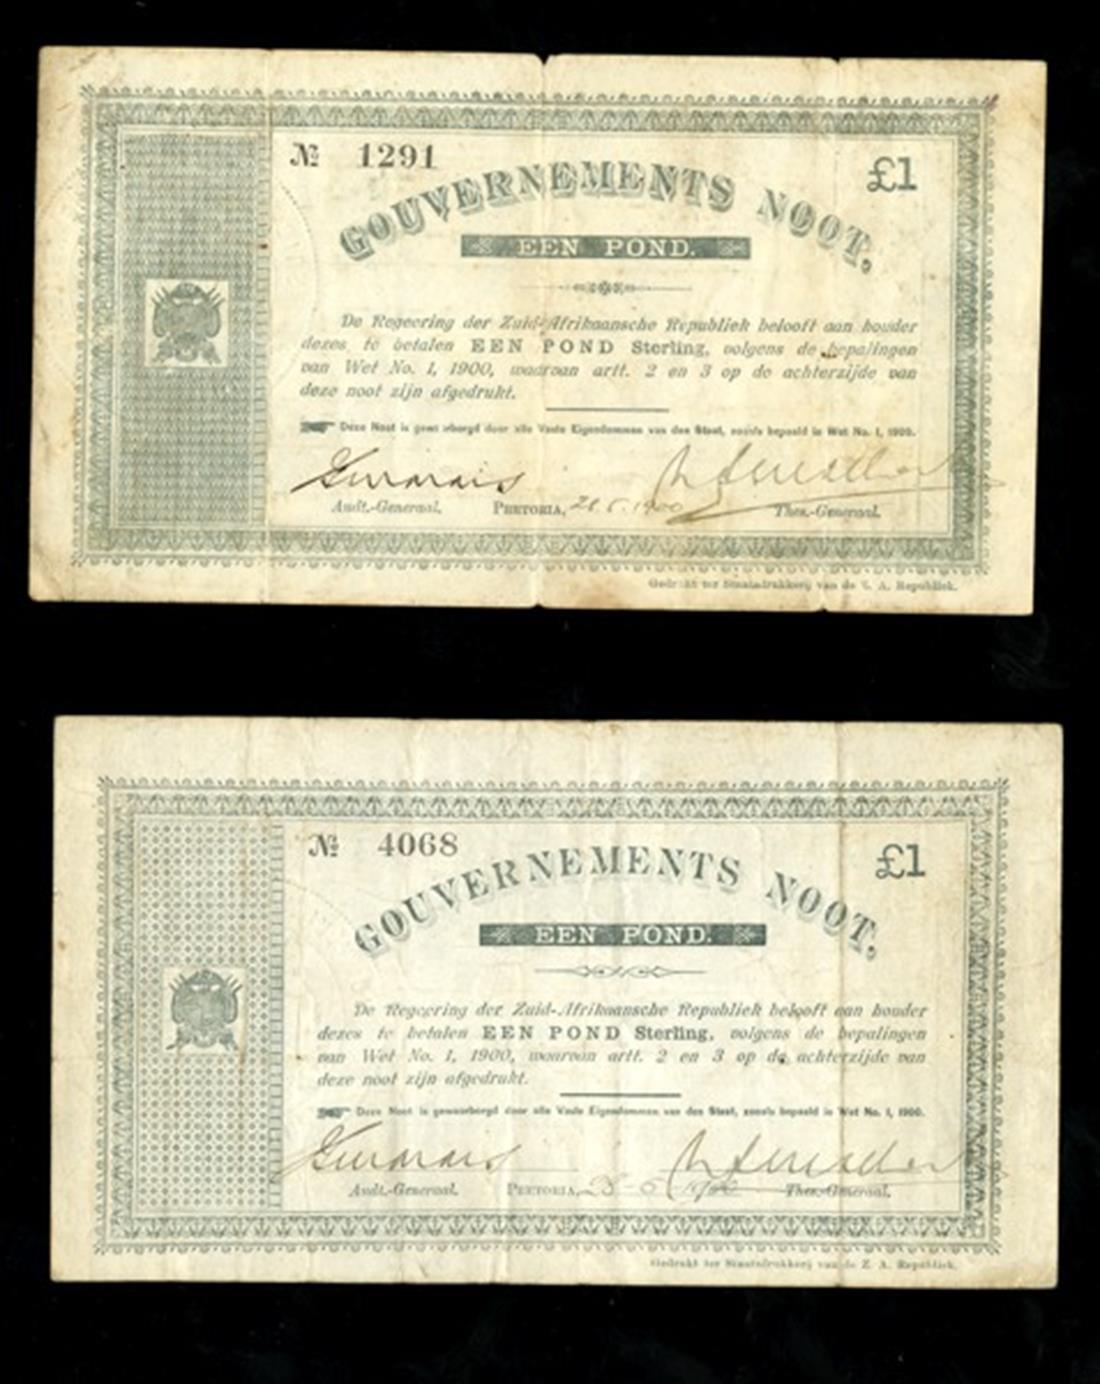 № 1291
£1
GOUVERNEMENTS NOOT,
EEN POND.
De Regeering der Zuid-Afrikaansche Republiek belooft aan houder
dezes te betalen EEN POND Sterling, volgens de bepalingen
van Wet No. 1, 1900, waarvan artt. 2 en 3 op de achterzijde van
deze noot zijn afgedrukt.
Deze Noot is gewaarborgd door alle Vaste Eigendommen van den Staat, zooals bepaald in Wet No. 1, 1900.
Audt.-Generaal. PRETORIA, 28 5 1900 Thes.-Generaal.
Gedrukt ter Staatsdrukkerij van de Z. A. Republiek.
№ 4068
£1
GOUVERNEMENTS NOOT,
EEN POND.
De Regeering der Zuid-Afrikaansche Republiek belooft aan houder
dezes te betalen EEN POND Sterling, volgens de bepalingen
van Wet No. 1, 1900, waarvan artt. 2 en 3 op de achterzijde van
deze noot zijn afgedrukt.
Deze Noot is gewaarborgd door alle Vaste Eigendommen van den Staat, zooals bepaald in Wet No. 1, 1900.
Audt.-Generaal. PRETORIA, 28-5 1900 Thes.-Generaal.
Gedrukt ter Staatsdrukkerij van de Z. A. Republiek.